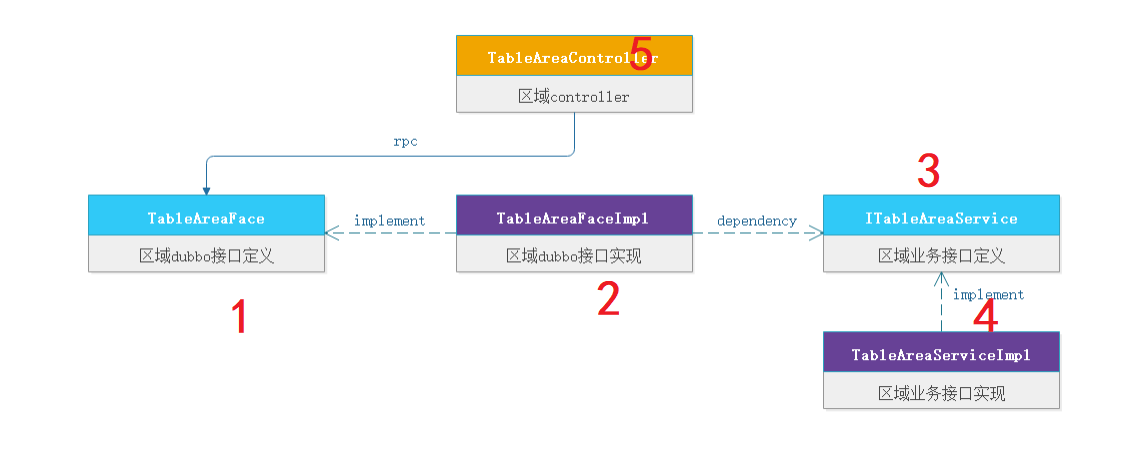 TableAreaController
5
区域controller
rpc
3
TableAreaFace
implement
TableAreaFaceImpl
dependency
ITableAreaService
区域dubbo接口定义
区域dubbo接口实现
区域业务接口定义
1
2
implement
4
TableAreaServiceImpl
区域业务接口实现